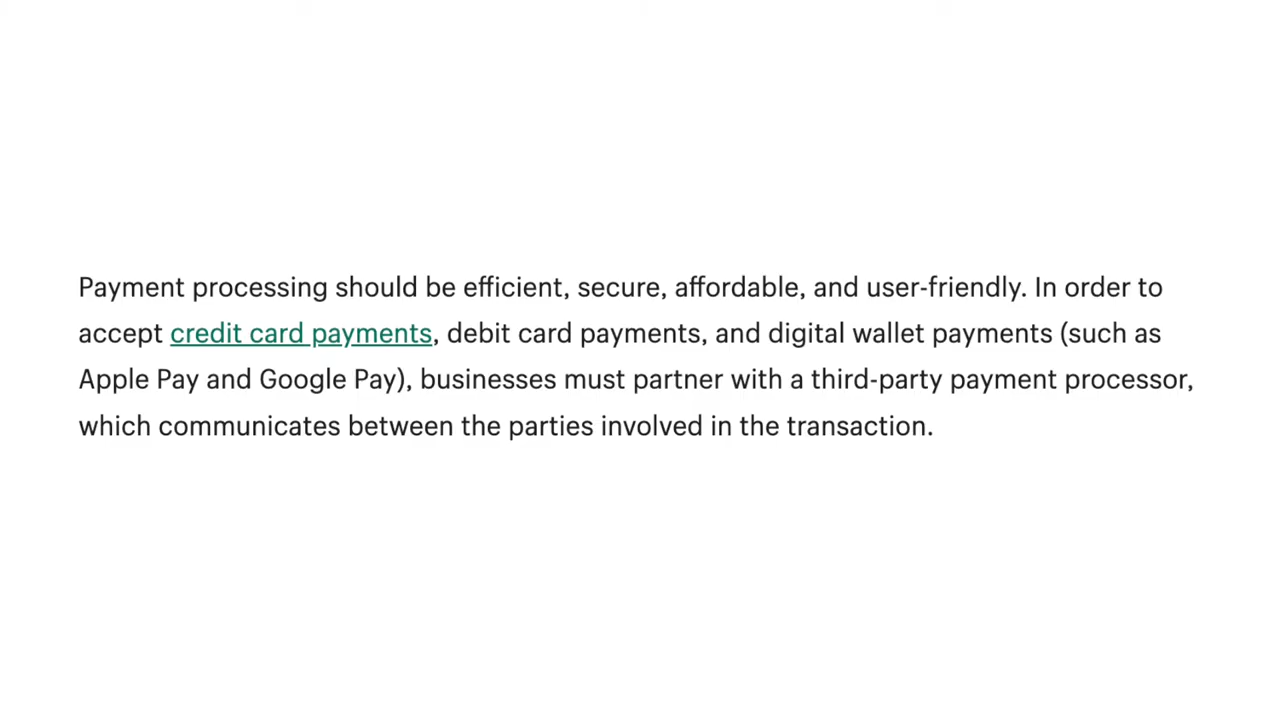 Payment processing should be efficient, secure, affordable, and user-friendly. In order to
accept credit card payments, debit card payments, and digital wallet payments (such as
Apple Pay and Google Pay), businesses must partner with a third-party payment processor,
which communicates between the parties involved in the transaction.